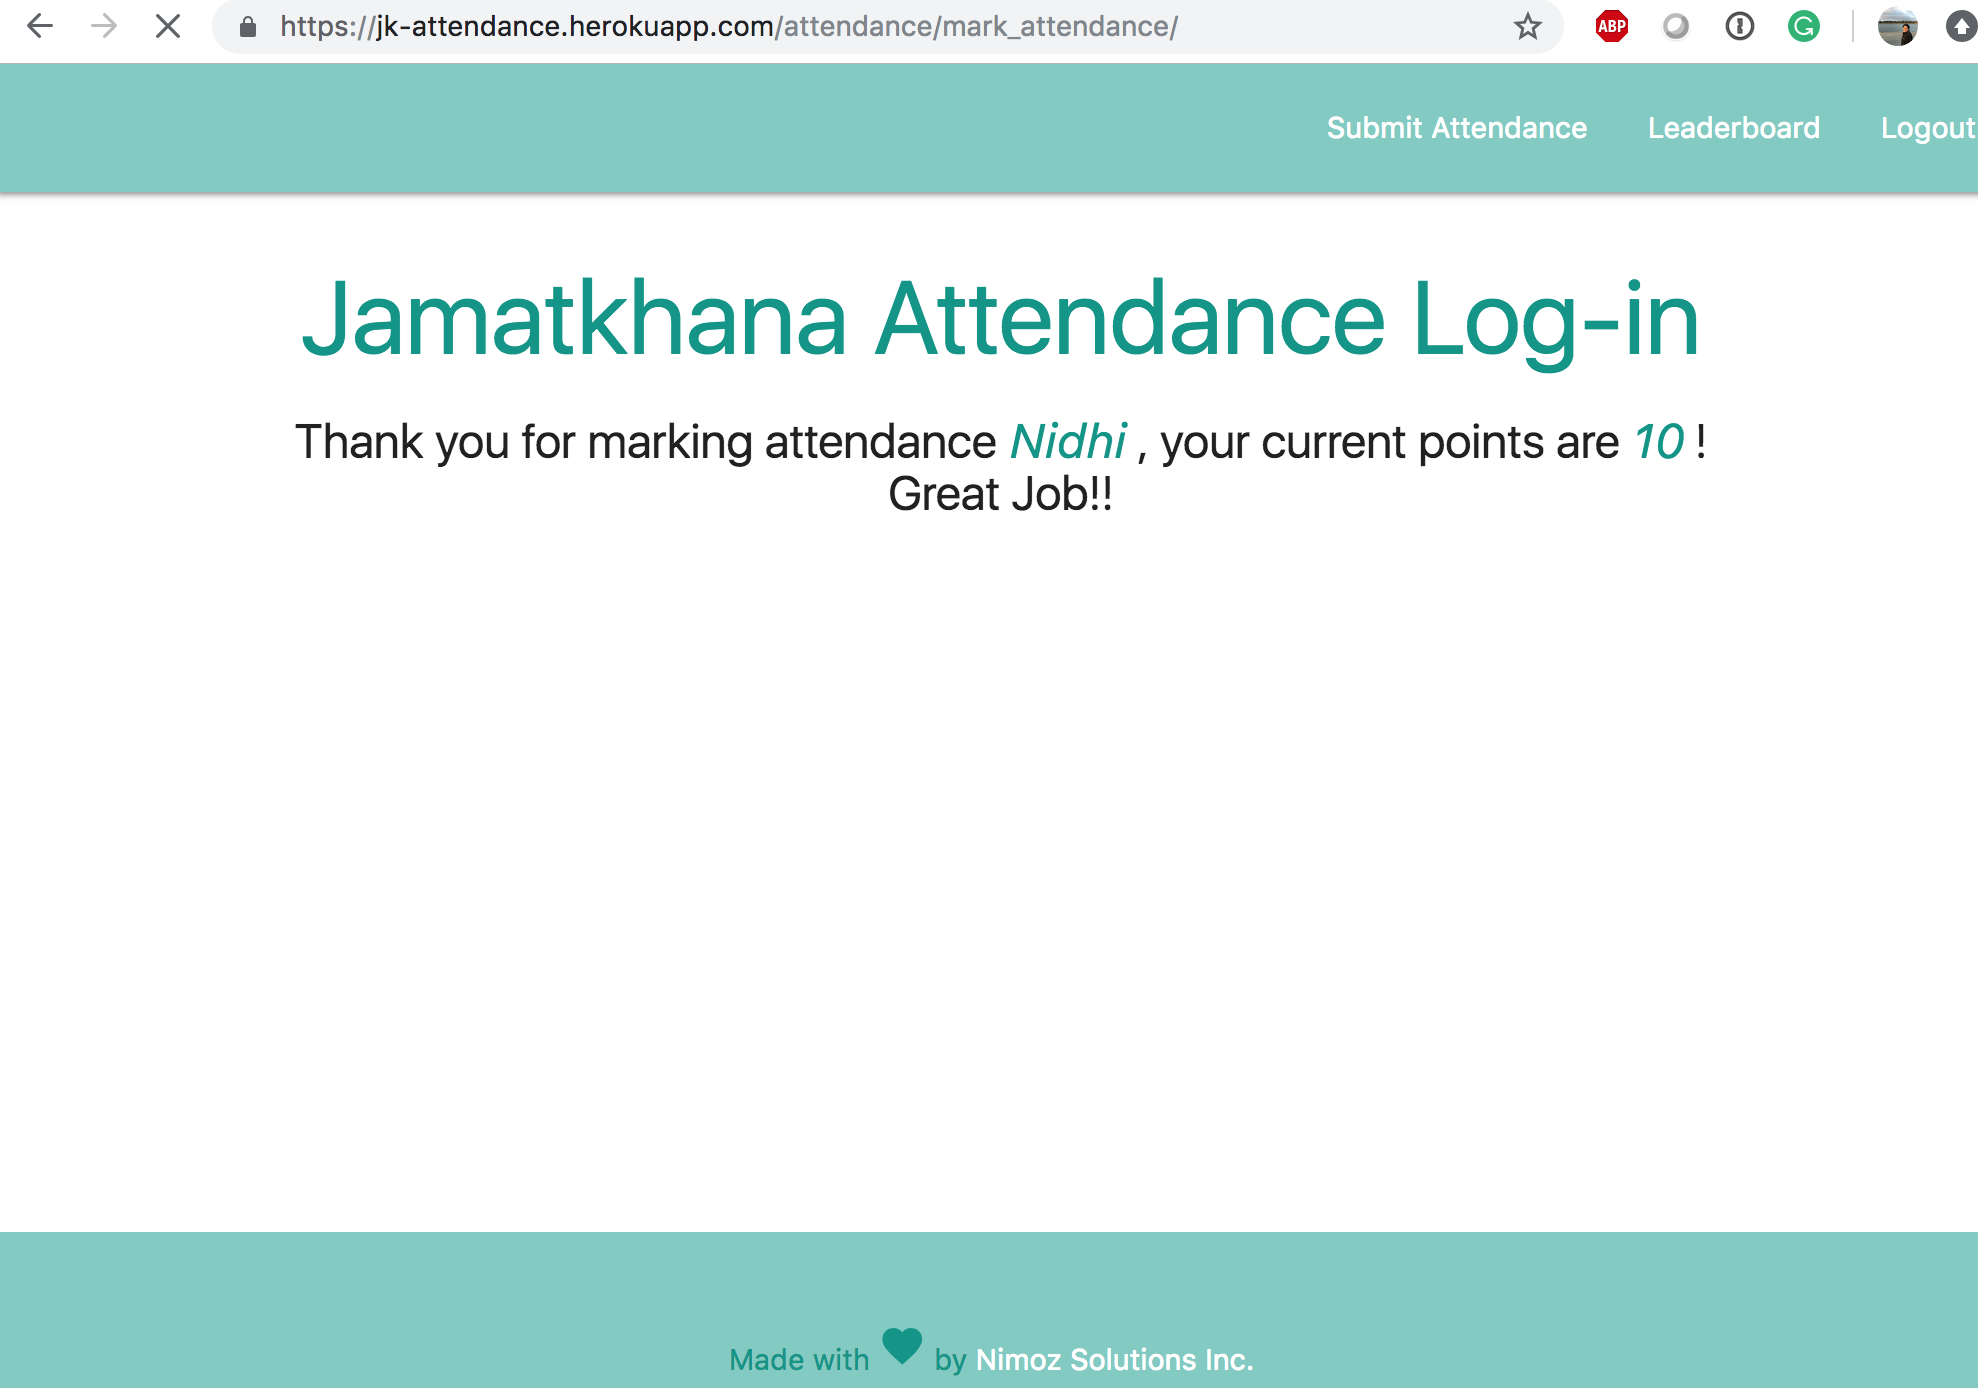 https://jk-attendance.herokuapp.com/attendance/mark_attendance/
ABP
Submit Attendance Leaderboard Logout
Jamatkhana Attendance Log-in
Thank you for marking attendance Nidhi , your current points are 10 !
Great Job!!
Made with by Nimoz Solutions Inc.